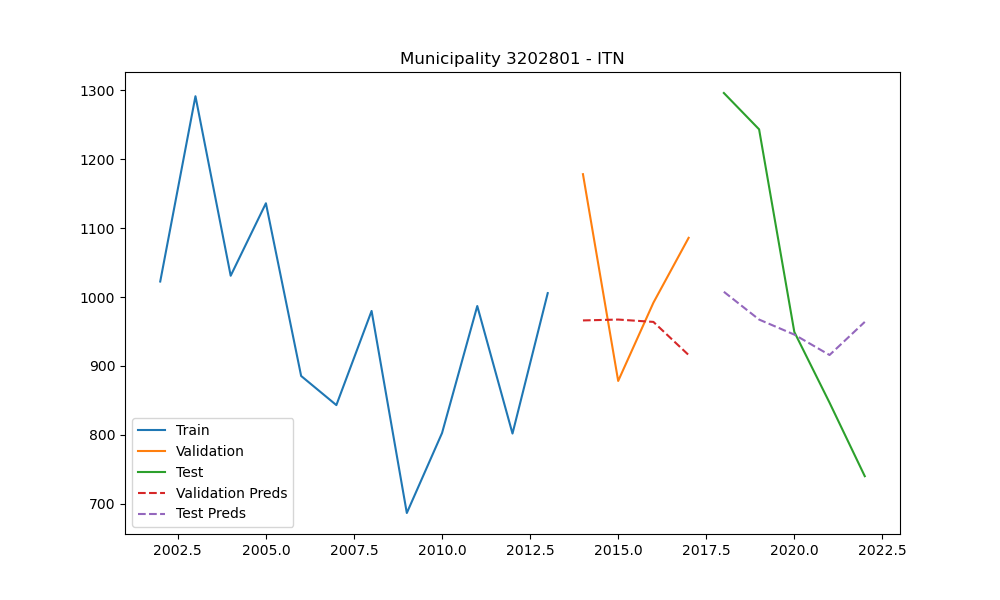 Municipality 3202801 - ITN
1300
1200
1100
1000
900
800
700
Train
Validation
Test
Validation Preds
Test Preds
2002.5 2005.0 2007.5 2010.0 2012.5 2015.0 2017.5 2020.0 2022.5